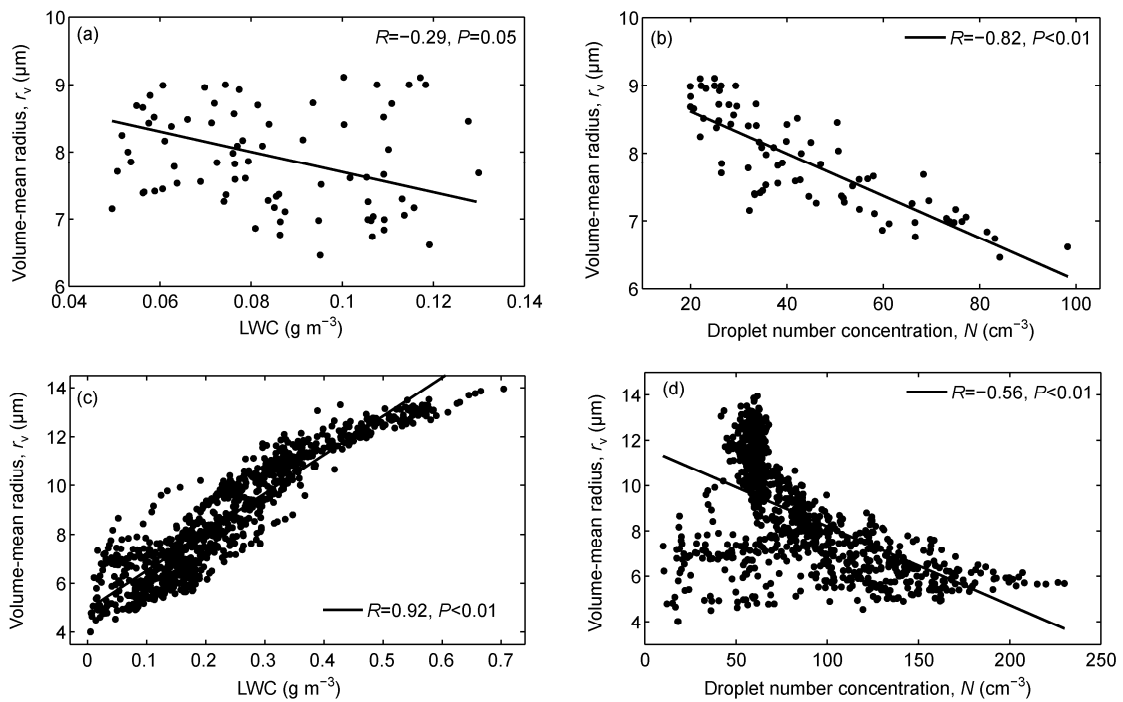 (a)
R=−0.29, P=0.05
Volume-mean radius, rᵥ (μm)
10
9
8
7
6
0.04 0.06 0.08 0.1 0.12 0.14
LWC (g m⁻³)
(b)
R=−0.82, P<0.01
Volume-mean radius, rᵥ (μm)
10
9
8
7
6
20 40 60 80 100
Droplet number concentration, N (cm⁻³)
(c)
R=0.92, P<0.01
Volume-mean radius, rᵥ (μm)
14
12
10
8
6
4
0 0.1 0.2 0.3 0.4 0.5 0.6 0.7
LWC (g m⁻³)
(d)
R=−0.56, P<0.01
Volume-mean radius, rᵥ (μm)
14
12
10
8
6
4
0 50 100 150 200 250
Droplet number concentration, N (cm⁻³)